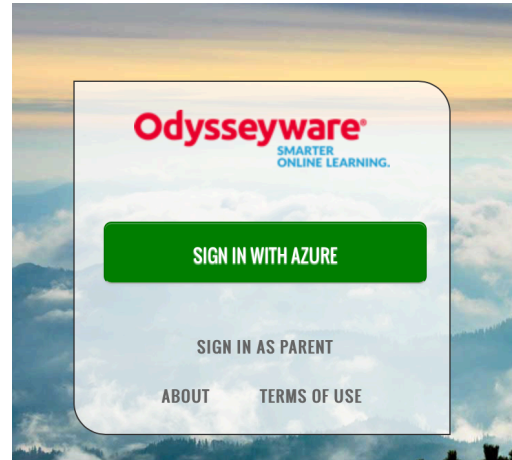 Odysseyware®
SMARTER
ONLINE LEARNING.
SIGN IN WITH AZURE
SIGN IN AS PARENT
ABOUT TERMS OF USE